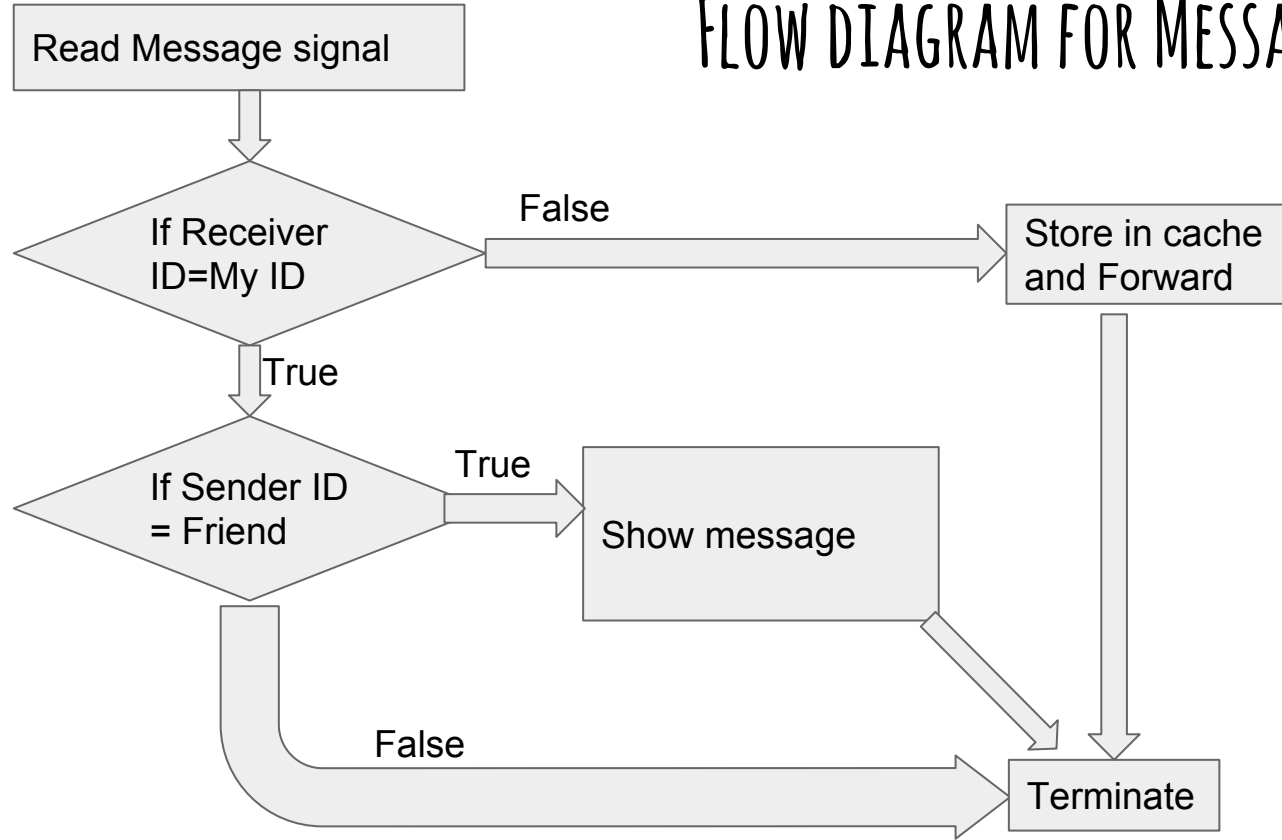 FLOW DIAGRAM FOR
Read Message signal
False
If Receiver
ID=My ID
Store in cache
and Forward
True
True
If Sender ID
= Friend
Show message
False
Terminate